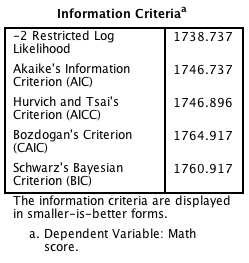 Information Criteriaa
-2 Restricted Log 1738.737
Likelihood
Akaike's Information 1746.737
Criterion (AIC)
Hurvich and Tsai's 1746.896
Criterion (AICC)
Bozdogan's Criterion 1764.917
(CAIC)
Schwarz's Bayesian 1760.917
Criterion (BIC)
The information criteria are displayed
in smaller-is-better forms.
a. Dependent Variable: Math
score.